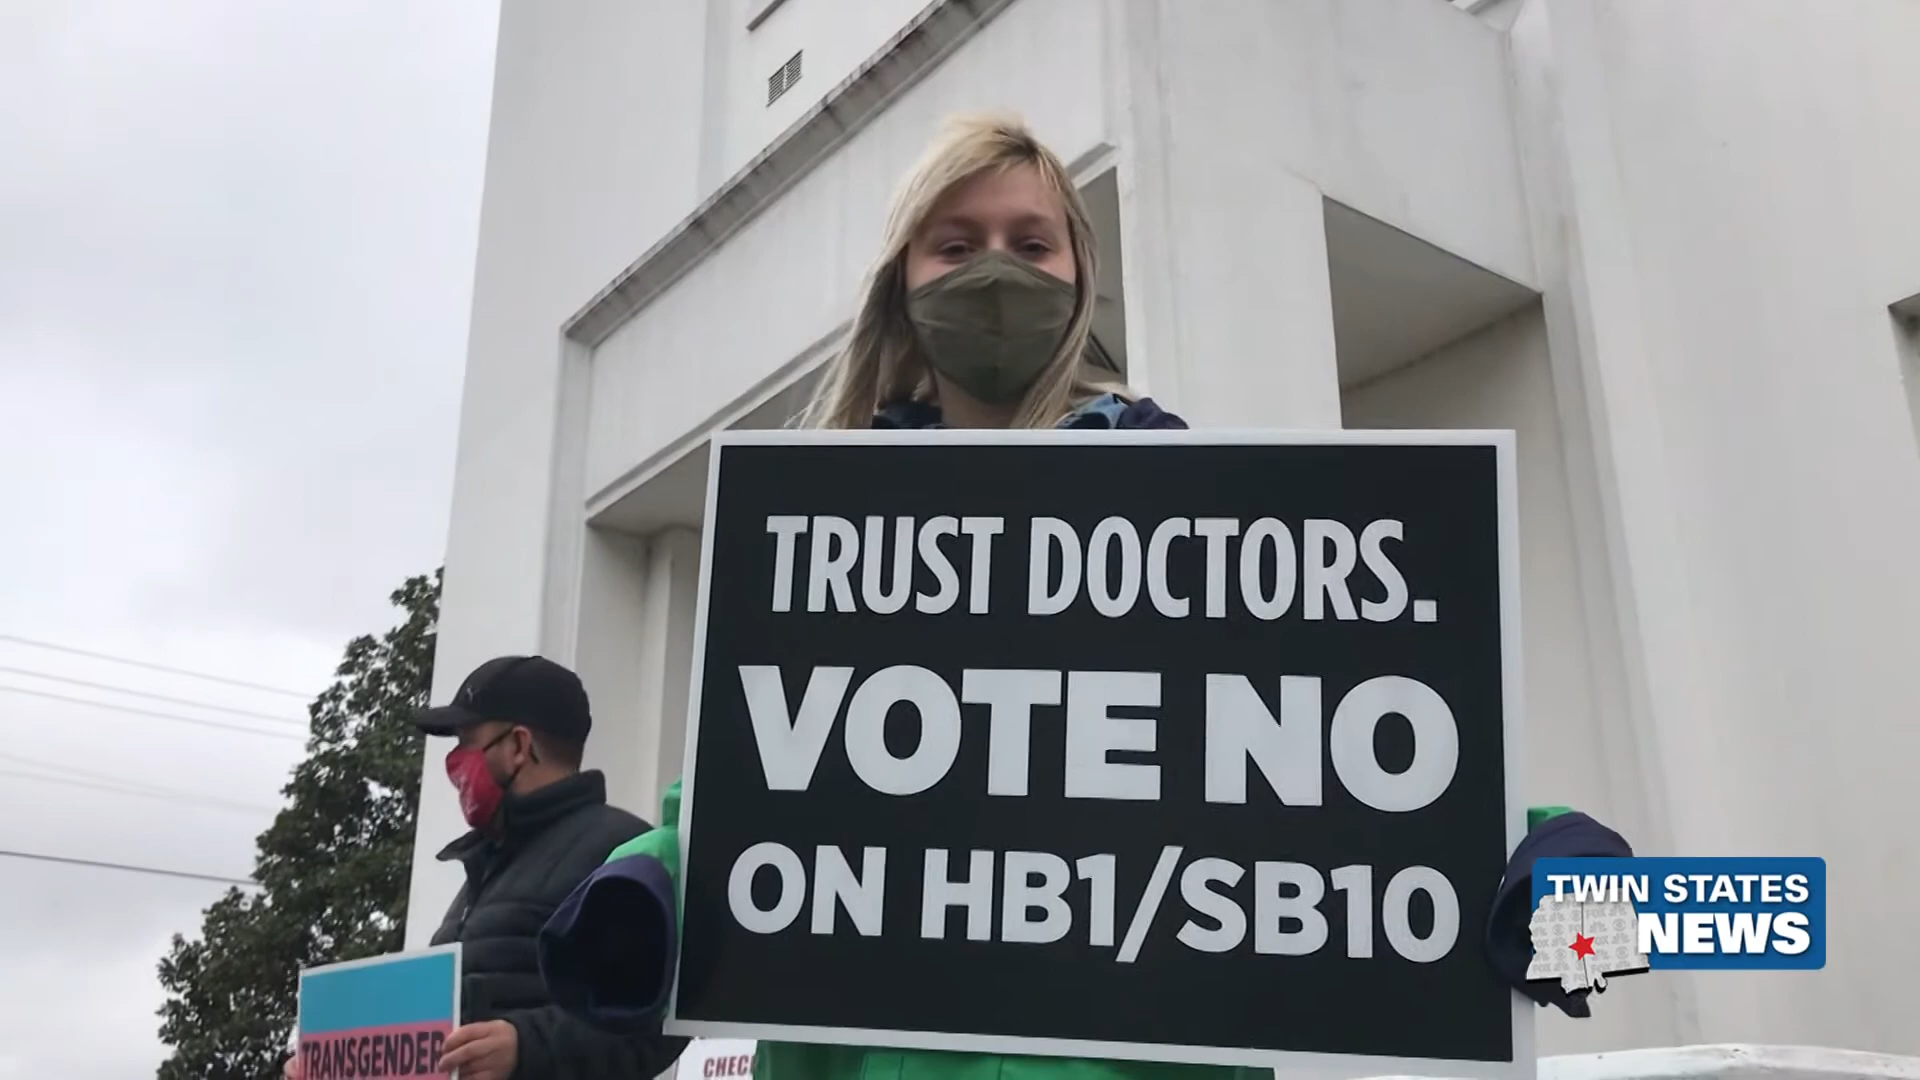 TRUST DOCTORS.
VOTE NO
ON HB1/SB10
TWIN STATES
NEWS
TRANSGENDER